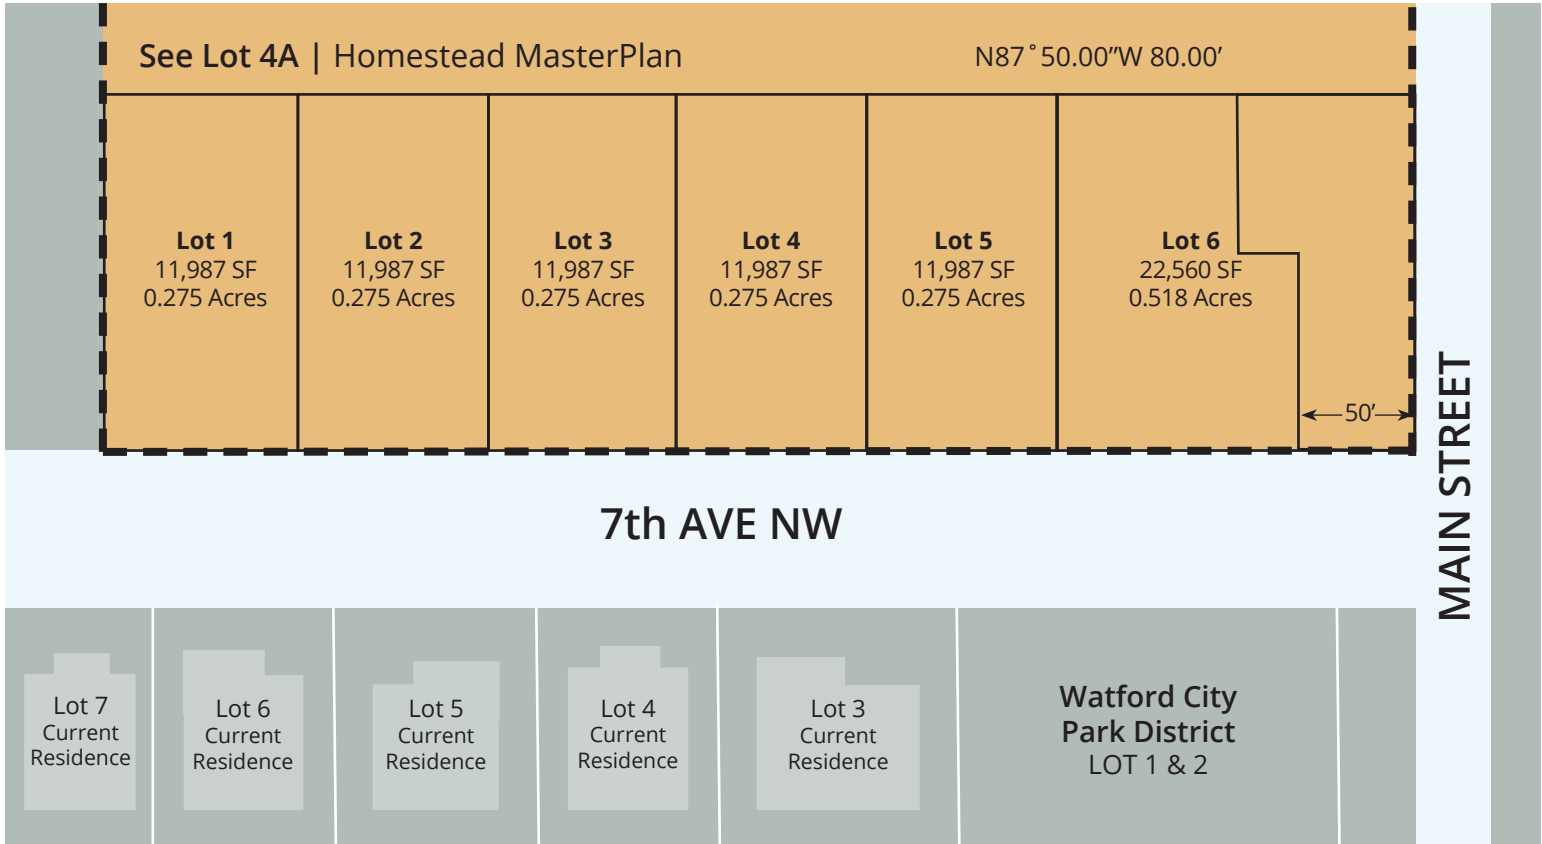 See Lot 4A | Homestead MasterPlan
N87˚50.00”W 80.00’
Lot 1
11,987 SF
0.275 Acres
Lot 2
11,987 SF
0.275 Acres
Lot 3
11,987 SF
0.275 Acres
Lot 4
11,987 SF
0.275 Acres
Lot 5
11,987 SF
0.275 Acres
Lot 6
22,560 SF
0.518 Acres
50’
MAIN STREET
7th AVE NW
Lot 7
Current
Residence
Lot 6
Current
Residence
Lot 5
Current
Residence
Lot 4
Current
Residence
Lot 3
Current
Residence
Watford City
Park District
LOT 1 & 2